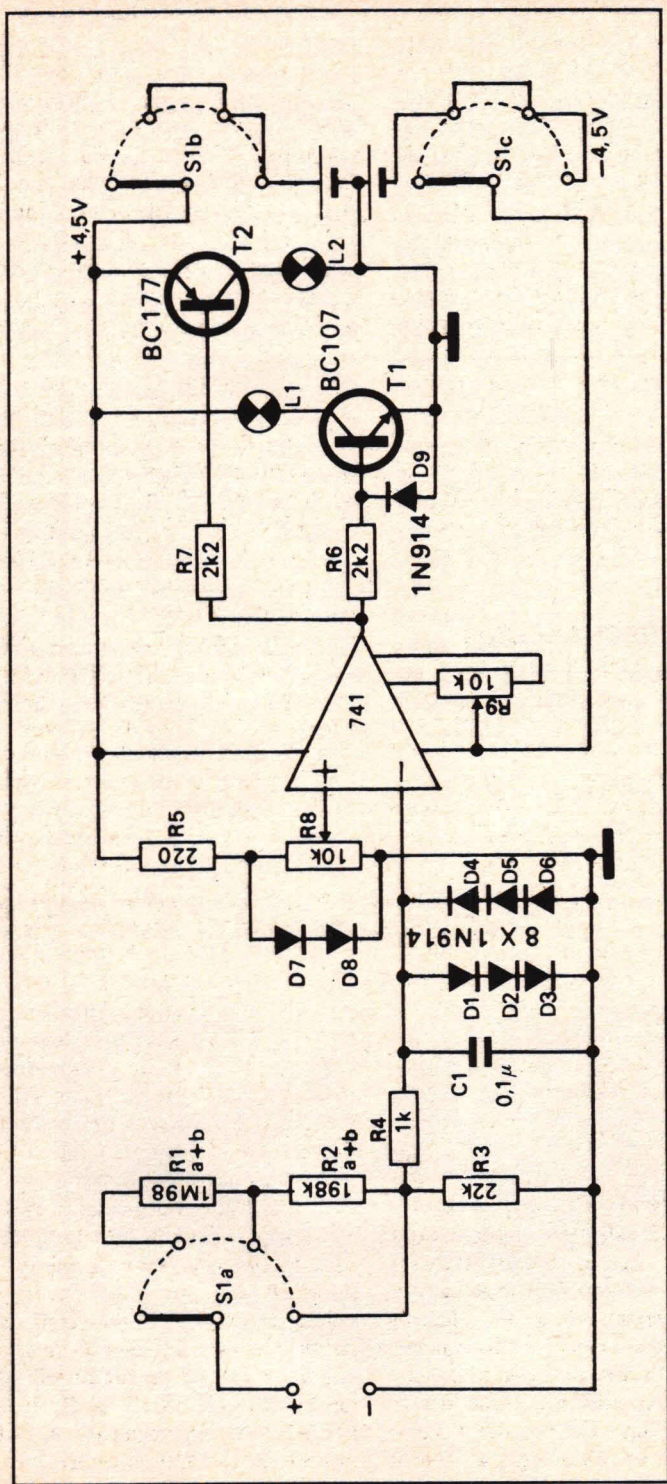 S1a
+
−
R1
a+b
1M98
R2
a+b
198k
R3
22k
R4
1k
C1
0,1µ
D1
D2
D3
D4
D5
D6
8 X 1N914
D7
D8
R5
220
R8
10k
+
−
741
R9
10k
R7
2k2
R6
2k2
D9
1N914
L1
BC107
T1
BC177
T2
L2
+4,5V
S1b
S1c
−4,5V